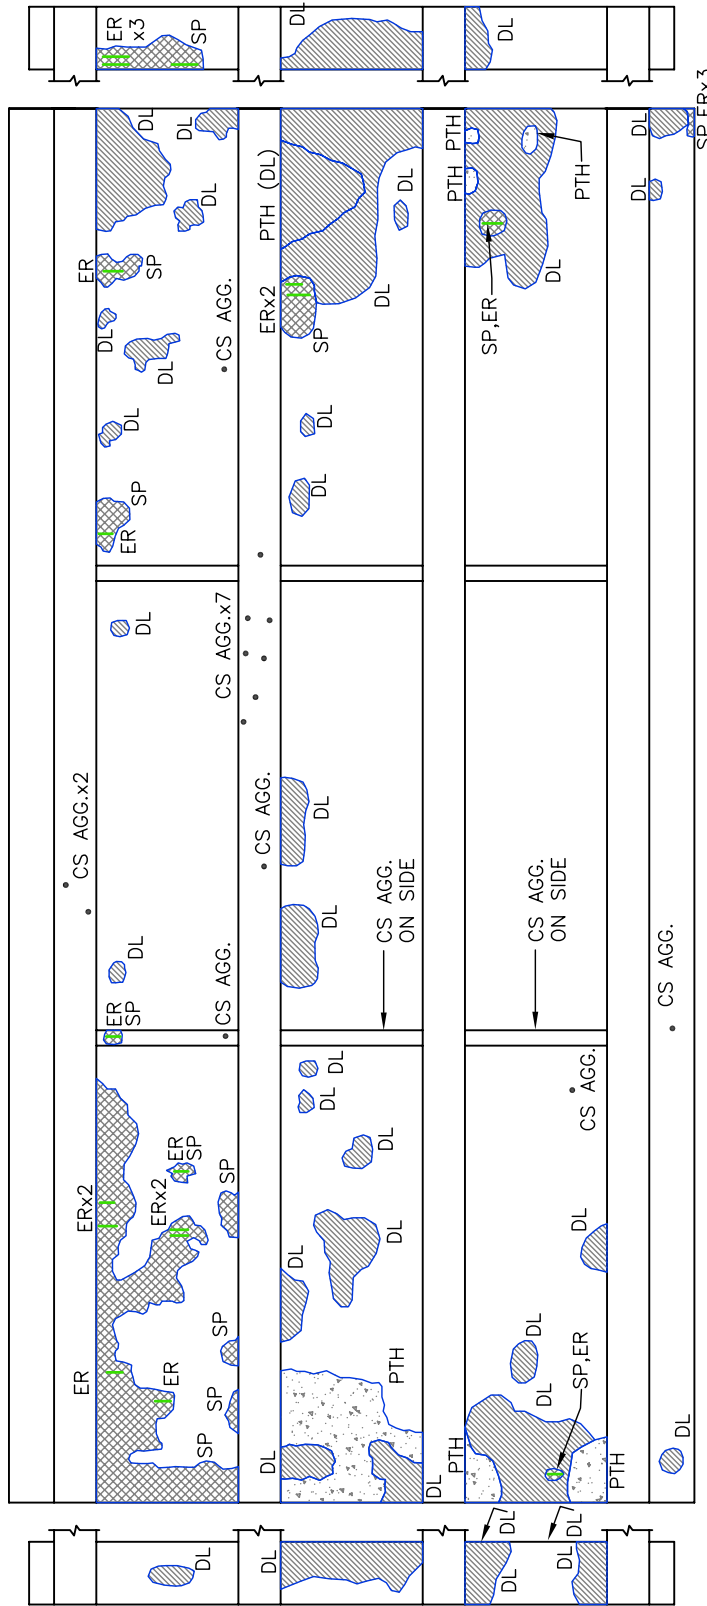 DL
ER
x3
SP
DL
SP,ERx3
DL
DL
DL
PTH (DL)
DL
PTH
PTH
PTH
DL
DL
DL
ER
SP
DL
DL
CS AGG.
ERx2
SP
DL
SP,ER
DL
DL
DL
DL
SP
ER
DL
CS AGG.x7
CS AGG.x2
CS AGG.
DL
DL
CS AGG.
ON SIDE
CS AGG.
ON SIDE
DL
ER
SP
CS AGG.
CS AGG.
DL
DL
CS AGG.
DL
ERx2
ERx2
ER
SP
SP
DL
DL
DL
ER
ER
SP
SP
SP
PTH
DL
DL
SP,ER
DL
DL
DL
PTH
PTH
DL
DL
DL
DL
DL
DL
DL